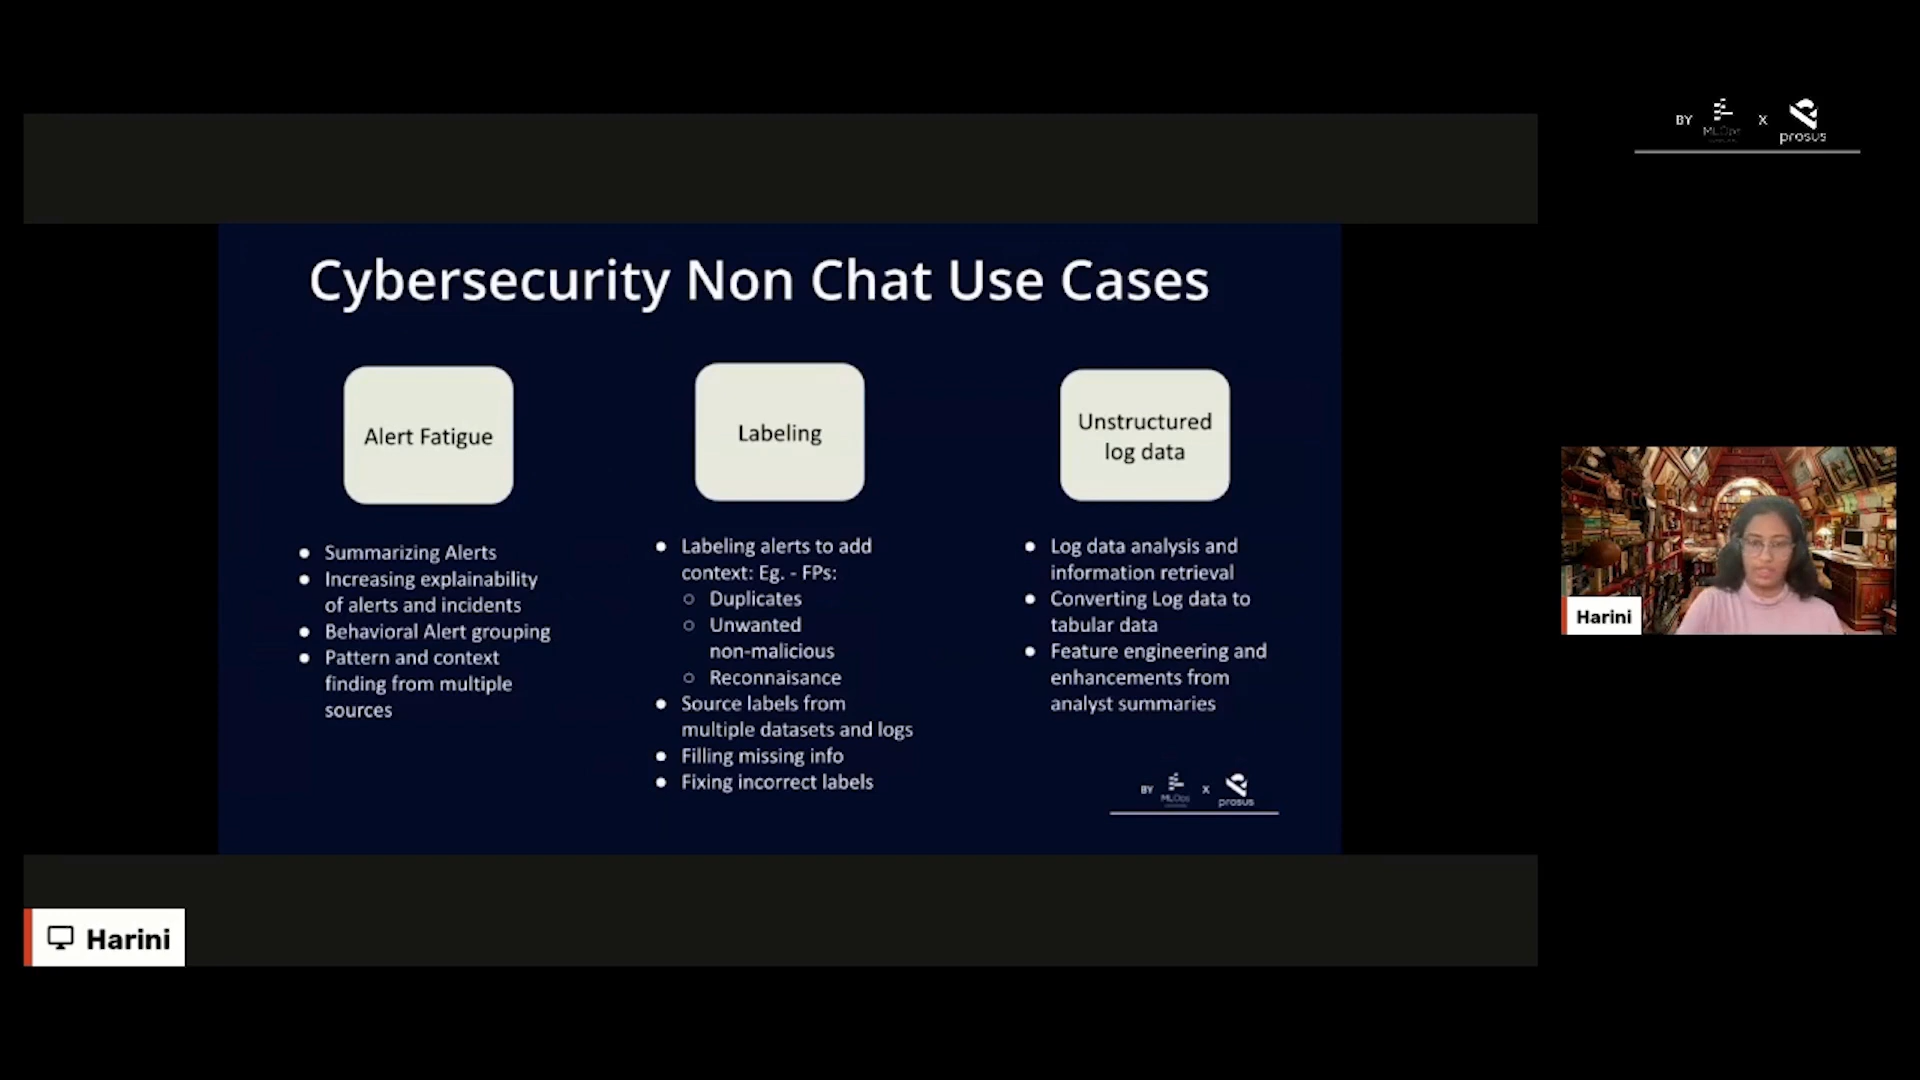 BY MLOps X prosus
Cybersecurity Non Chat Use Cases
Alert Fatigue
● Summarizing Alerts
● Increasing explainability
of alerts and incidents
● Behavioral Alert grouping
● Pattern and context
finding from multiple
sources
Labeling
● Labeling alerts to add
context: Eg. - FPs:
○ Duplicates
○ Unwanted
non-malicious
○ Reconnaisance
● Source labels from
multiple datasets and logs
● Filling missing info
● Fixing incorrect labels
Unstructured
log data
● Log data analysis and
information retrieval
● Converting Log data to
tabular data
● Feature engineering and
enhancements from
analyst summaries
BY MLOps X prosus
Harini
Harini